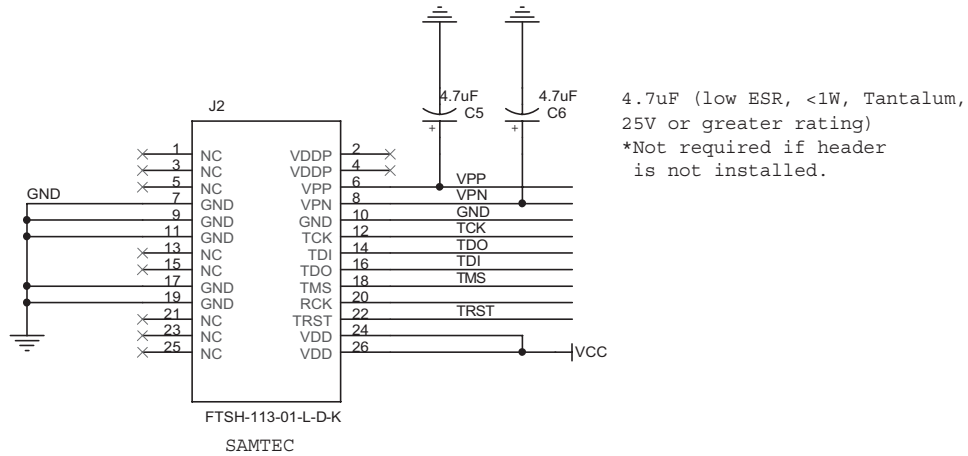 4.7uF
C5
4.7uF
C6
4.7uF (low ESR, <1W, Tantalum,
25V or greater rating)
*Not required if header
is not installed.
J2
1 NC VDDP 2
3 NC VDDP 4
5 NC VPP 6 VPP
GND 7 GND VPN 8 VPN
9 GND GND 10 GND
11 GND TCK 12 TCK
13 NC TDI 14 TDO
15 NC TDO 16 TDI
17 GND TMS 18 TMS
19 GND RCK 20
21 NC TRST 22 TRST
23 NC VDD 24
25 NC VDD 26 VCC
FTSH-113-01-L-D-K
SAMTEC